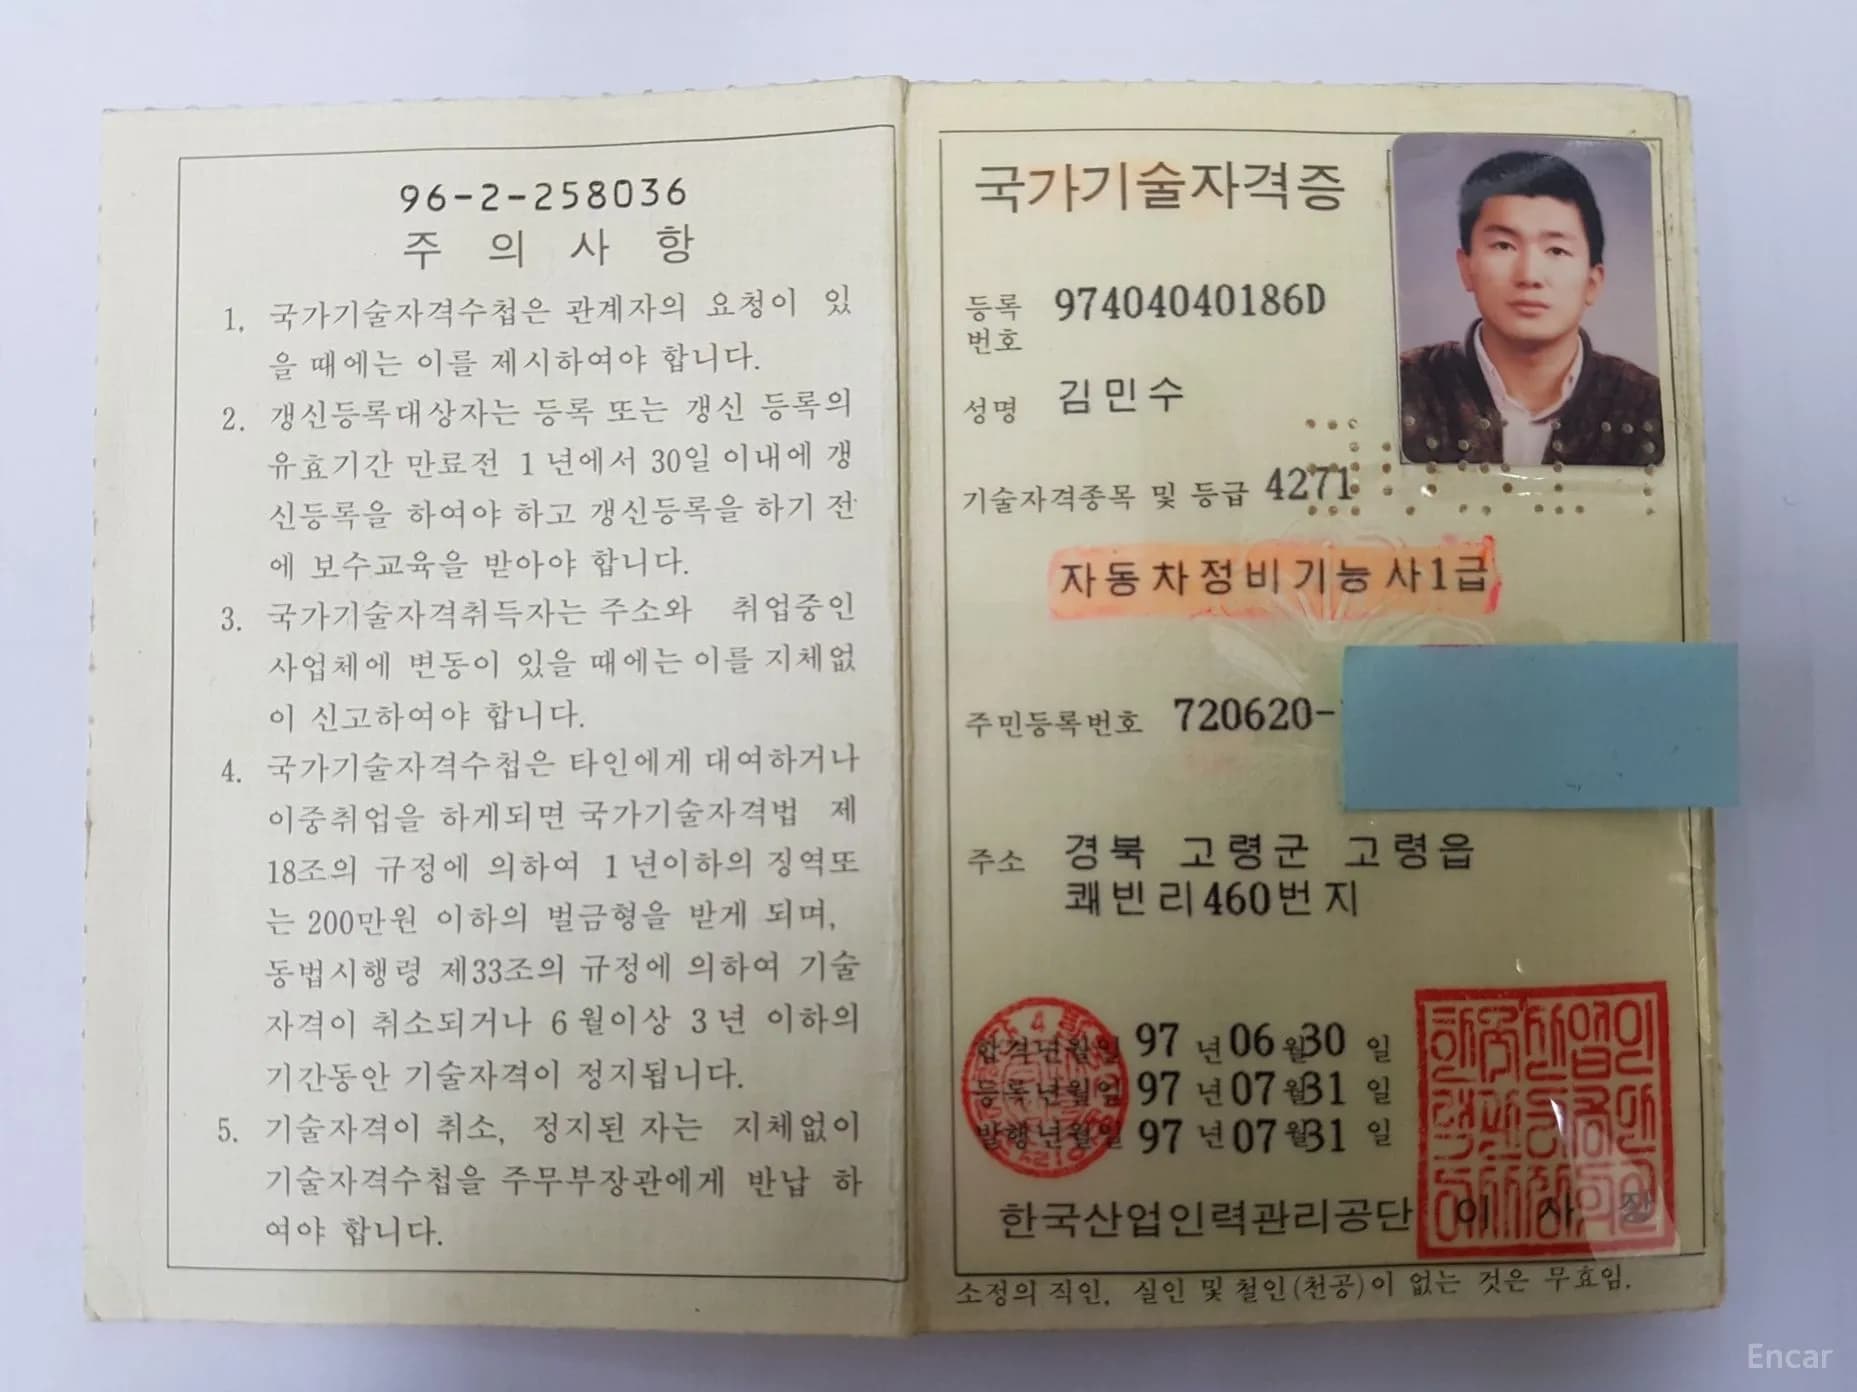 96-2-258036
주 의 사 항
1. 국가기술자격수첩은 관계자의 요청이 있
을 때에는 이를 제시하여야 합니다.
2. 갱신등록대상자는 등록 또는 갱신 등록의
유효기간 만료전 1년에서 30일 이내에 갱
신등록을 하여야 하고 갱신등록을 하기 전
에 보수교육을 받아야 합니다.
3. 국가기술자격취득자는 주소와 취업중인
사업체에 변동이 있을 때에는 이를 지체없
이 신고하여야 합니다.
4. 국가기술자격수첩은 타인에게 대여하거나
이중취업을 하게되면 국가기술자격법 제
18조의 규정에 의하여 1년이하의 징역또
는 200만원 이하의 벌금형을 받게 되며,
동법시행령 제33조의 규정에 의하여 기술
자격이 취소되거나 6월이상 3년 이하의
기간동안 기술자격이 정지됩니다.
5. 기술자격이 취소, 정지된 자는 지체없이
기술자격수첩을 주무부장관에게 반납 하
여야 합니다.
국가기술자격증
등록번호 97404040186D
성명 김민수
기술자격종목 및 등급 4271
자동차정비기능사1급
주민등록번호 720620-
주소 경북 고령군 고령읍
쾌빈리460번지
합격년월일 97년06월30일
등록년월일 97년07월31일
발행년월일 97년07월31일
한국산업인력관리공단 이 사 장
소정의 직인, 실인 및 철인(천공)이 없는 것은 무효임.
Encar